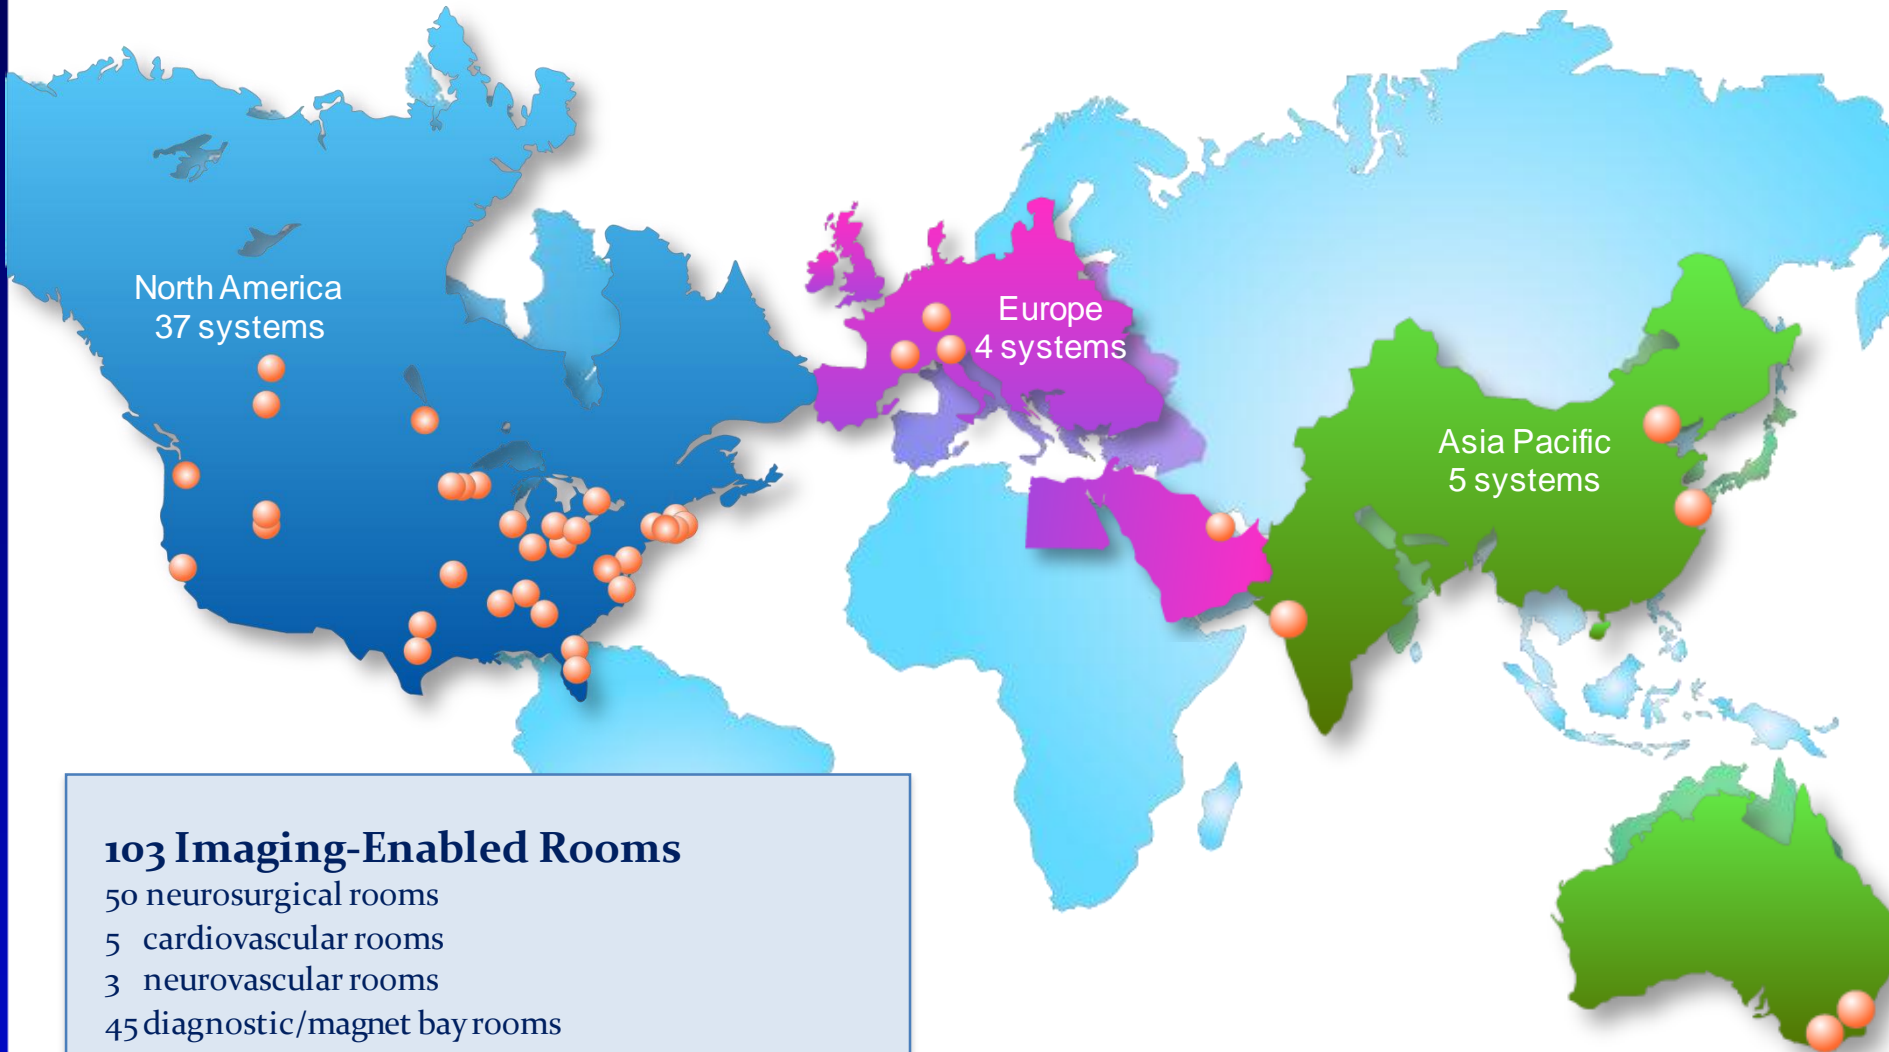 North America
37 systems
Europe
4 systems
Asia Pacific
5 systems
103 Imaging-Enabled Rooms
50 neurosurgical rooms
5 cardiovascular rooms
3 neurovascular rooms
45 diagnostic/magnet bay rooms